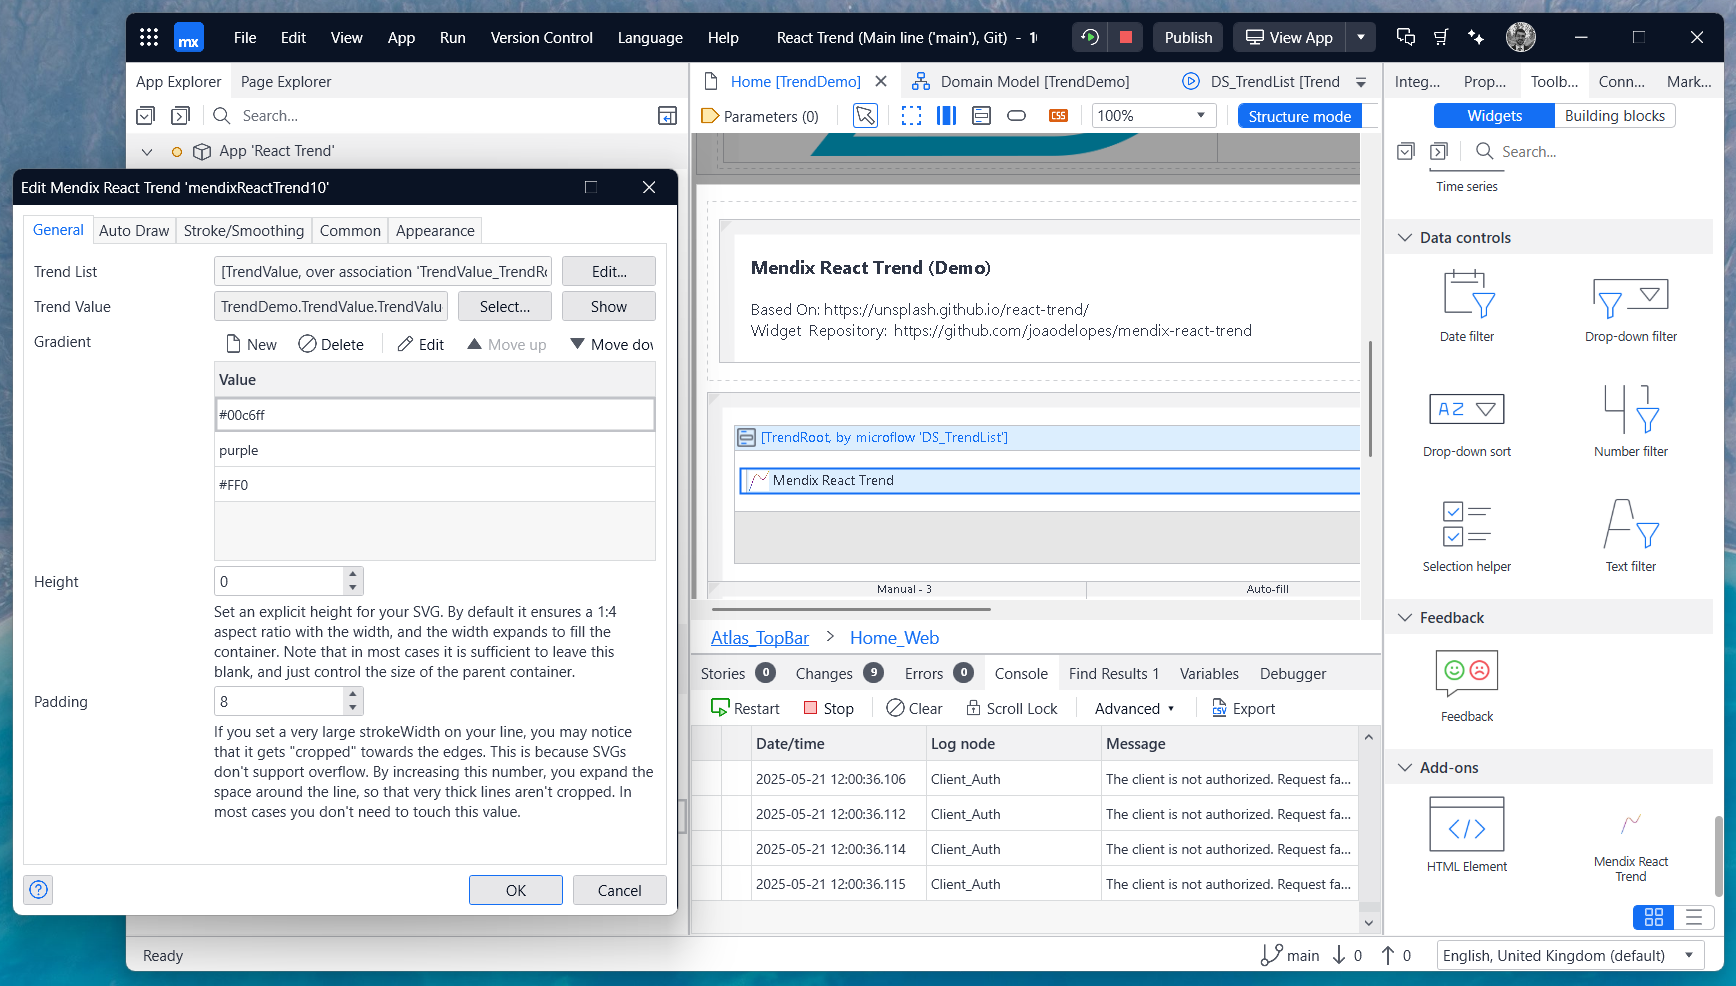 mx File Edit View App Run Version Control Language Help React Trend (Main line ('main'), Git) - Publish View App
App Explorer Page Explorer
Search...
App 'React Trend'
Edit Mendix React Trend 'mendixReactTrend10'
General Auto Draw Stroke/Smoothing Common Appearance
Trend List [TrendValue, over association 'TrendValue_TrendRo Edit...
Trend Value TrendDemo.TrendValue.TrendValu Select... Show
Gradient New Delete Edit Move up Move dow
Value
#00c6ff
purple
#FF0
Height 0
Set an explicit height for your SVG. By default it ensures a 1:4
aspect ratio with the width, and the width expands to fill the
container. Note that in most cases it is sufficient to leave this
blank, and just control the size of the parent container.
Padding 8
If you set a very large strokeWidth on your line, you may notice
that it gets "cropped" towards the edges. This is because SVGs
don't support overflow. By increasing this number, you expand the
space around the line, so that very thick lines aren't cropped. In
most cases you don't need to touch this value.
? OK Cancel
Home [TrendDemo] Domain Model [TrendDemo] DS_TrendList [Trend
Parameters (0) CSS 100% Structure mode
Mendix React Trend (Demo)
Based On: https://unsplash.github.io/react-trend/
Widget Repository: https://github.com/joaodelopes/mendix-react-trend
[TrendRoot, by microflow 'DS_TrendList']
Mendix React Trend
Manual - 3 Auto-fill
Atlas_TopBar > Home_Web
Stories 0 Changes 9 Errors 0 Console Find Results 1 Variables Debugger
Restart Stop Clear Scroll Lock Advanced CSV Export
Date/time Log node Message
2025-05-21 12:00:36.106 Client_Auth The client is not authorized. Request fa...
2025-05-21 12:00:36.112 Client_Auth The client is not authorized. Request fa...
2025-05-21 12:00:36.114 Client_Auth The client is not authorized. Request fa...
2025-05-21 12:00:36.115 Client_Auth The client is not authorized. Request fa...
Integ... Prop... Toolb... Conn... Mark...
Widgets Building blocks
Search...
Time series
Data controls
Date filter Drop-down filter
AZ
Drop-down sort Number filter
Selection helper Text filter
Feedback
Feedback
Add-ons
</>
HTML Element Mendix React
Trend
Ready main 0 0 English, United Kingdom (default)